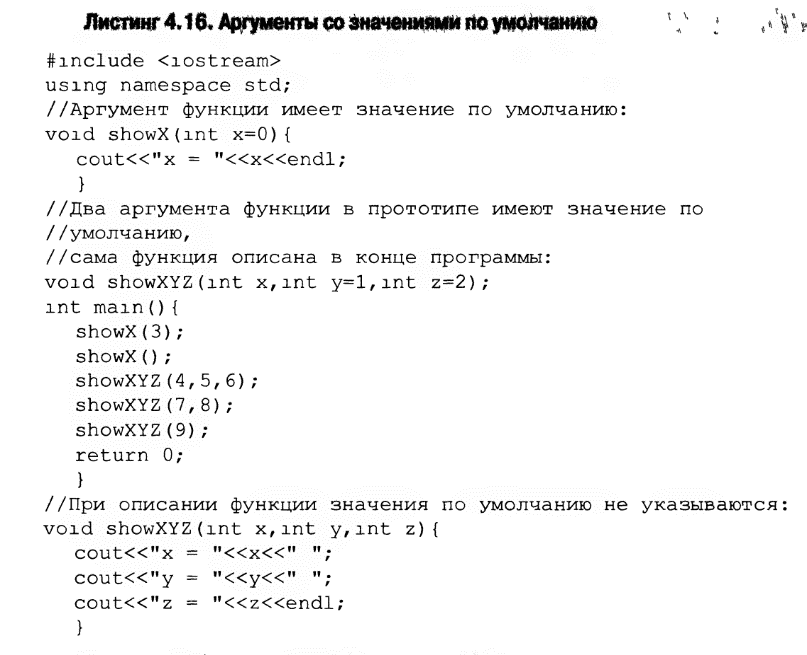 Листинг 4.16. Аргументы со значениями по умолчанию
#include <iostream>
using namespace std;
//Аргумент функции имеет значение по умолчанию:
void showX(int x=0){
cout<<"x = "<<x<<endl;
}
//Два аргумента функции в прототипе имеют значение по
//умолчанию,
//сама функция описана в конце программы:
void showXYZ(int x,int y=1,int z=2);
int main(){
showX(3);
showX();
showXYZ(4,5,6);
showXYZ(7,8);
showXYZ(9);
return 0;
}
//При описании функции значения по умолчанию не указываются:
void showXYZ(int x,int y,int z){
cout<<"x = "<<x<<" ";
cout<<"y = "<<y<<" ";
cout<<"z = "<<z<<endl;
}